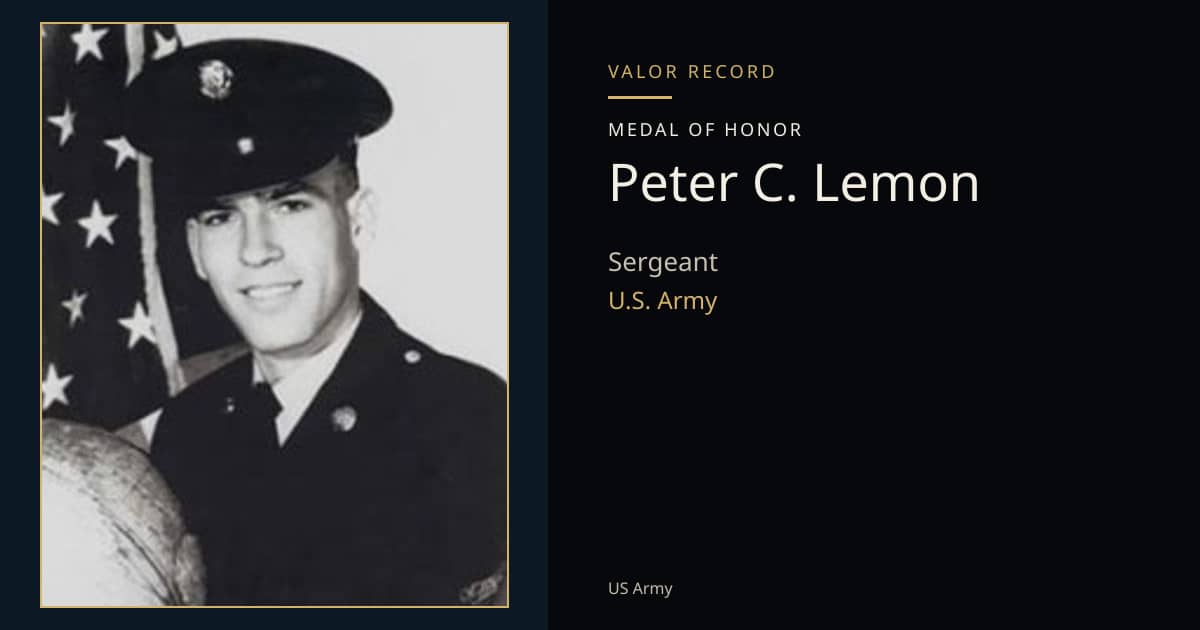 VALOR RECORD
MEDAL OF HONOR
Peter C. Lemon
Sergeant
U.S. Army
US Army